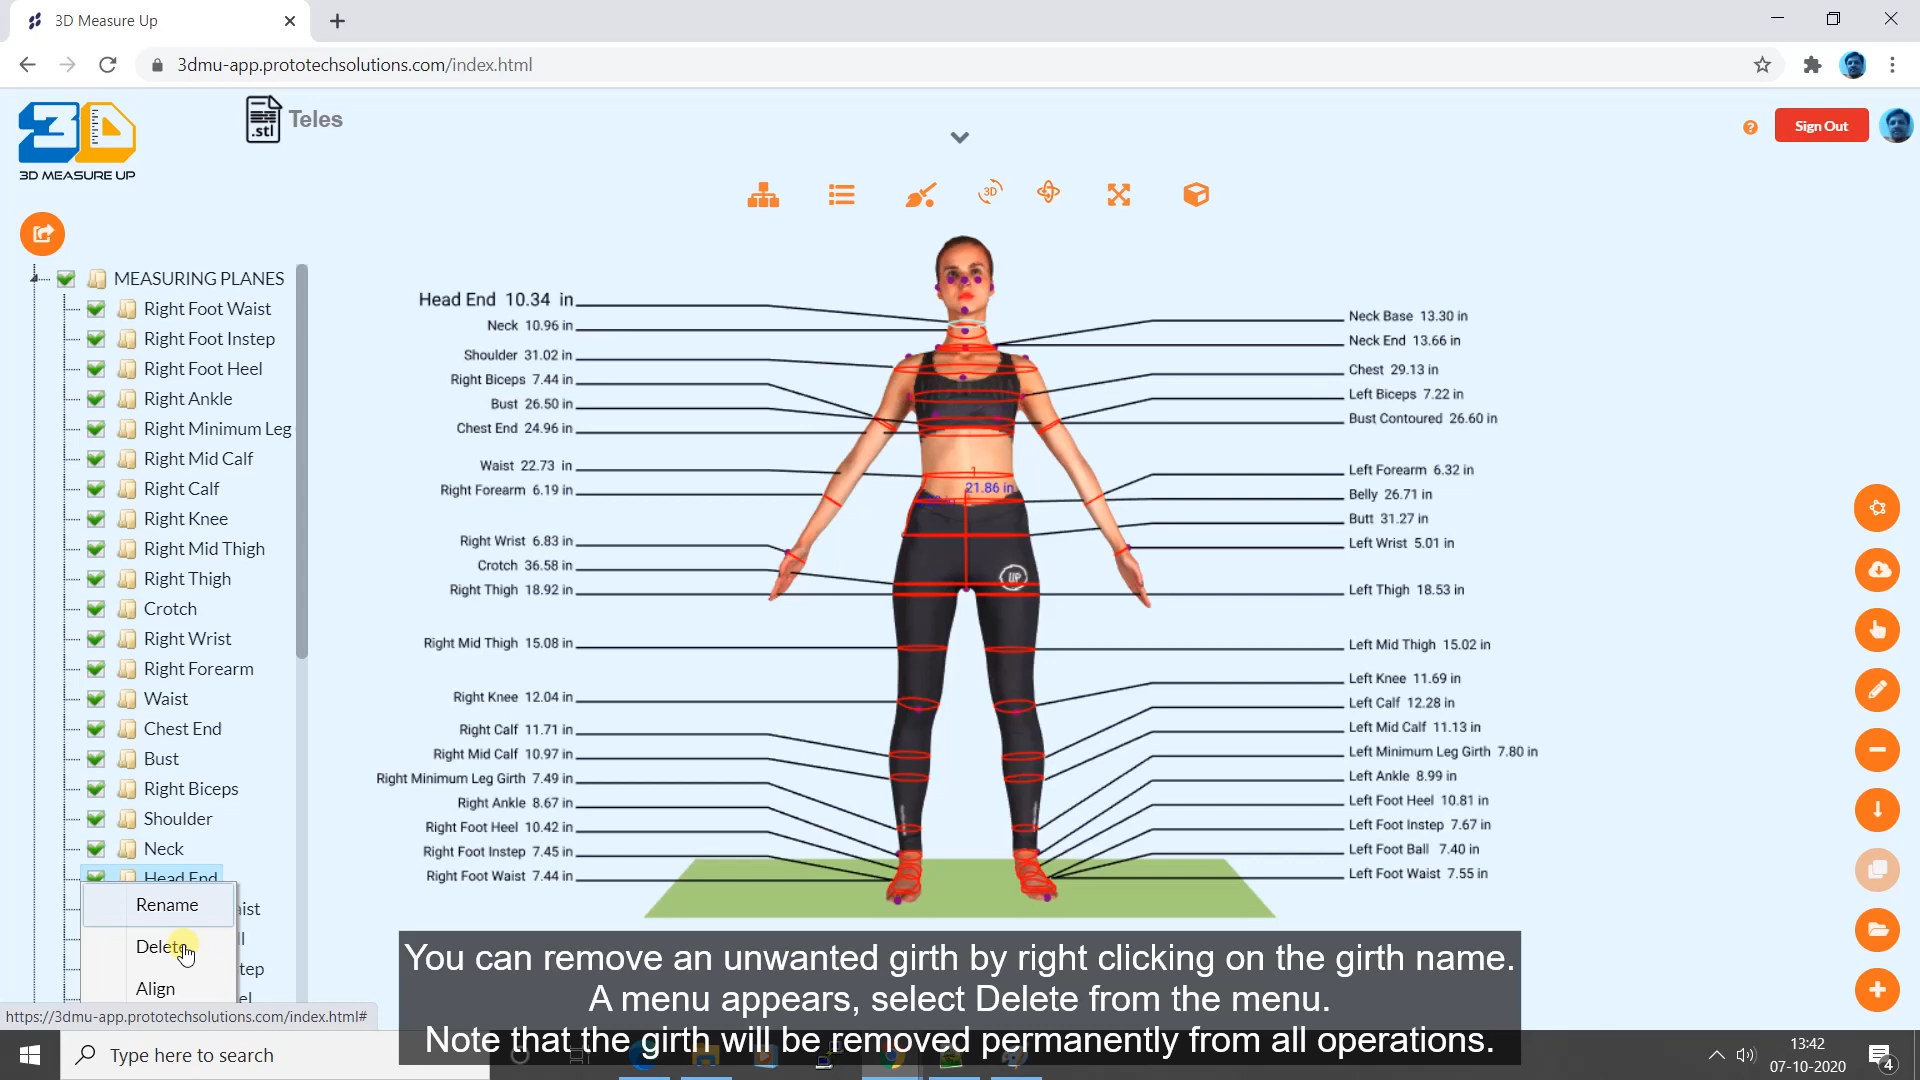 3D Measure Up
3dmu-app.prototechsolutions.com/index.html
3D MEASURE UP
.stl
Teles
?
Sign Out
3D
MEASURING PLANES
Right Foot Waist
Right Foot Instep
Right Foot Heel
Right Ankle
Right Minimum Leg
Right Mid Calf
Right Calf
Right Knee
Right Mid Thigh
Right Thigh
Crotch
Right Wrist
Right Forearm
Waist
Chest End
Bust
Right Biceps
Shoulder
Neck
Head End
Rename
Delete
Align
aist
ll
tep
el
Head End 10.34 in
Neck 10.96 in
Shoulder 31.02 in
Right Biceps 7.44 in
Bust 26.50 in
Chest End 24.96 in
Waist 22.73 in
Right Forearm 6.19 in
Right Wrist 6.83 in
Crotch 36.58 in
Right Thigh 18.92 in
Right Mid Thigh 15.08 in
Right Knee 12.04 in
Right Calf 11.71 in
Right Mid Calf 10.97 in
Right Minimum Leg Girth 7.49 in
Right Ankle 8.67 in
Right Foot Heel 10.42 in
Right Foot Instep 7.45 in
Right Foot Waist 7.44 in
21.86 in
UP
Neck Base 13.30 in
Neck End 13.66 in
Chest 29.13 in
Left Biceps 7.22 in
Bust Contoured 26.60 in
Left Forearm 6.32 in
Belly 26.71 in
Butt 31.27 in
Left Wrist 5.01 in
Left Thigh 18.53 in
Left Mid Thigh 15.02 in
Left Knee 11.69 in
Left Calf 12.28 in
Left Mid Calf 11.13 in
Left Minimum Leg Girth 7.80 in
Left Ankle 8.99 in
Left Foot Heel 10.81 in
Left Foot Instep 7.67 in
Left Foot Ball 7.40 in
Left Foot Waist 7.55 in
You can remove an unwanted girth by right clicking on the girth name.
A menu appears, select Delete from the menu.
Note that the girth will be removed permanently from all operations.
https://3dmu-app.prototechsolutions.com/index.html#
Type here to search
13:42
07-10-2020
4